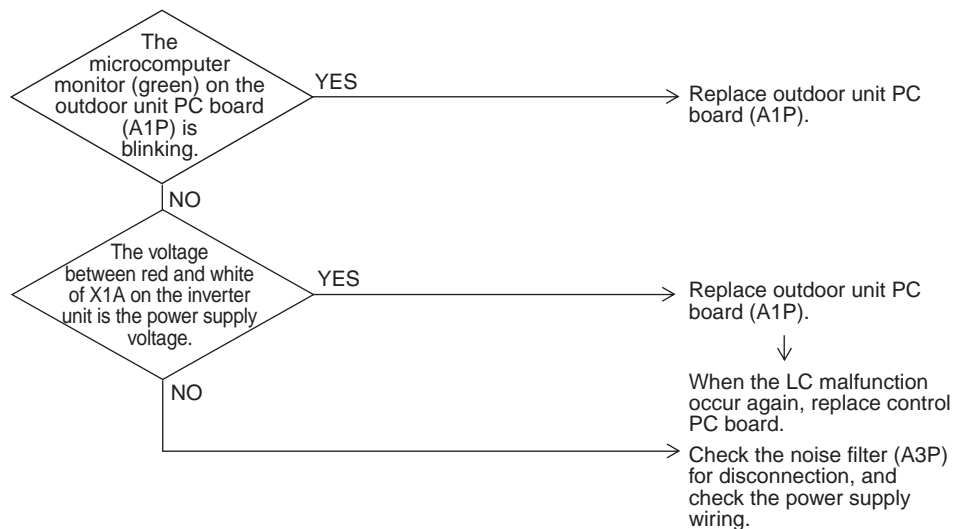 The
microcomputer
monitor (green) on the
outdoor unit PC board
(A1P) is
blinking.
YES
Replace outdoor unit PC
board (A1P).
NO
The voltage
between red and white
of X1A on the inverter
unit is the power supply
voltage.
YES
Replace outdoor unit PC
board (A1P).
When the LC malfunction
occur again, replace control
PC board.
NO
Check the noise filter (A3P)
for disconnection, and
check the power supply
wiring.